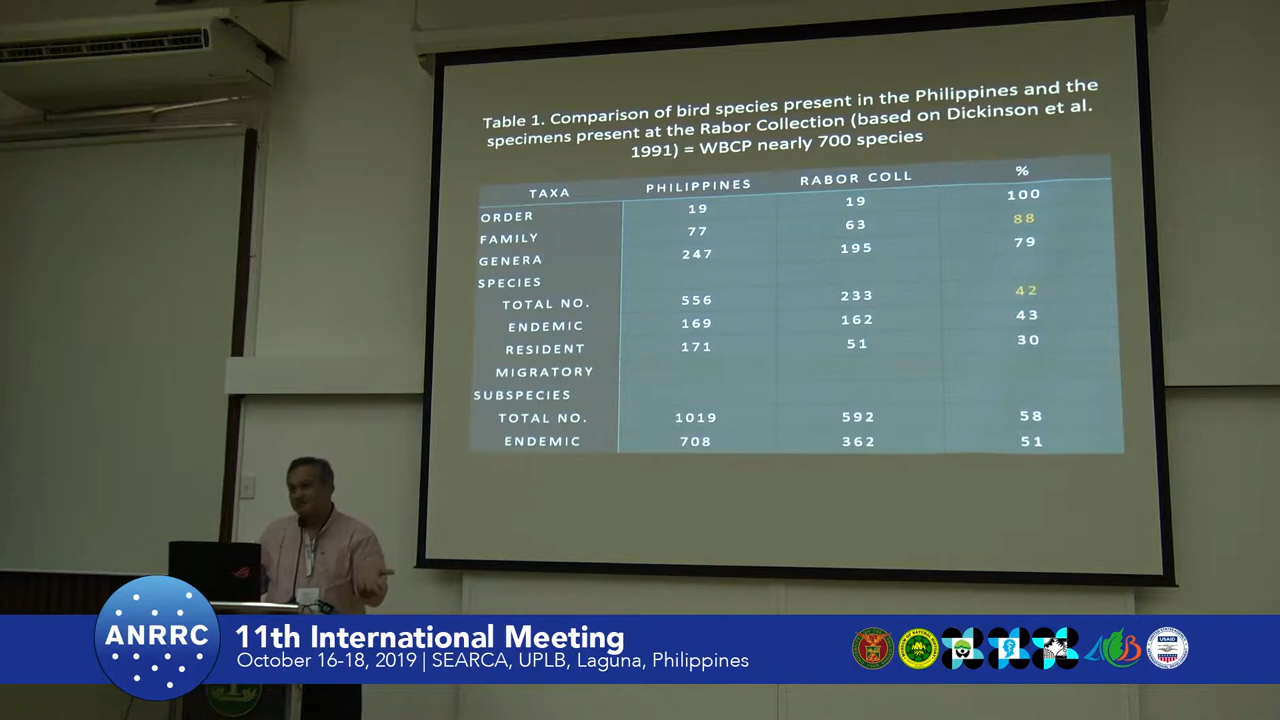 Table 1. Comparison of bird species present in the Philippines and the
specimens present at the Rabor Collection (based on Dickinson et al.
1991) = WBCP nearly 700 species
TAXA PHILIPPINES RABOR COLL %
ORDER 19 19 100
FAMILY 77 63 88
GENERA 247 195 79
SPECIES
TOTAL NO. 556 233 42
ENDEMIC 169 162 43
RESIDENT 171 51 30
MIGRATORY
SUBSPECIES
TOTAL NO. 1019 592 58
ENDEMIC 708 362 51
ANRRC
11th International Meeting
October 16-18, 2019 | SEARCA, UPLB, Laguna, Philippines
USAID